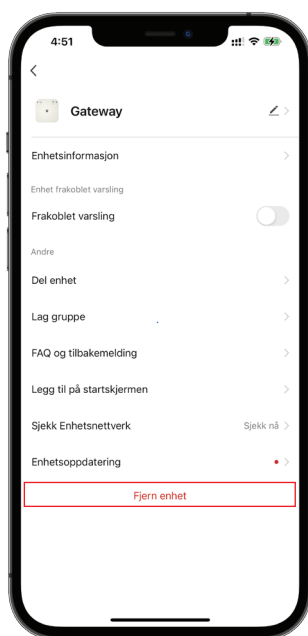 4:51
Gateway
Enhetsinformasjon
Enhet frakoblet varsling
Frakoblet varsling
Andre
Del enhet
Lag gruppe
FAQ og tilbakemelding
Legg til på startskjermen
Sjekk Enhetsnettverk Sjekk nå
Enhetsoppdatering
Fjern enhet